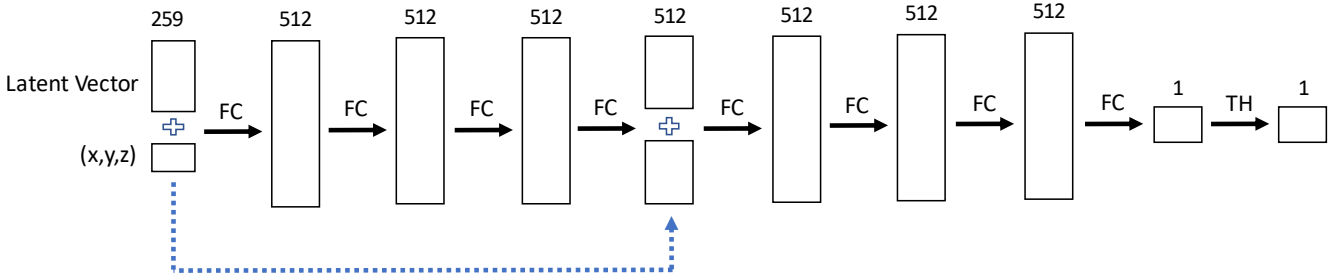 259 512 512 512 512 512 512 512
Latent Vector
FC FC FC FC FC FC FC FC 1 TH 1
(x,y,z)